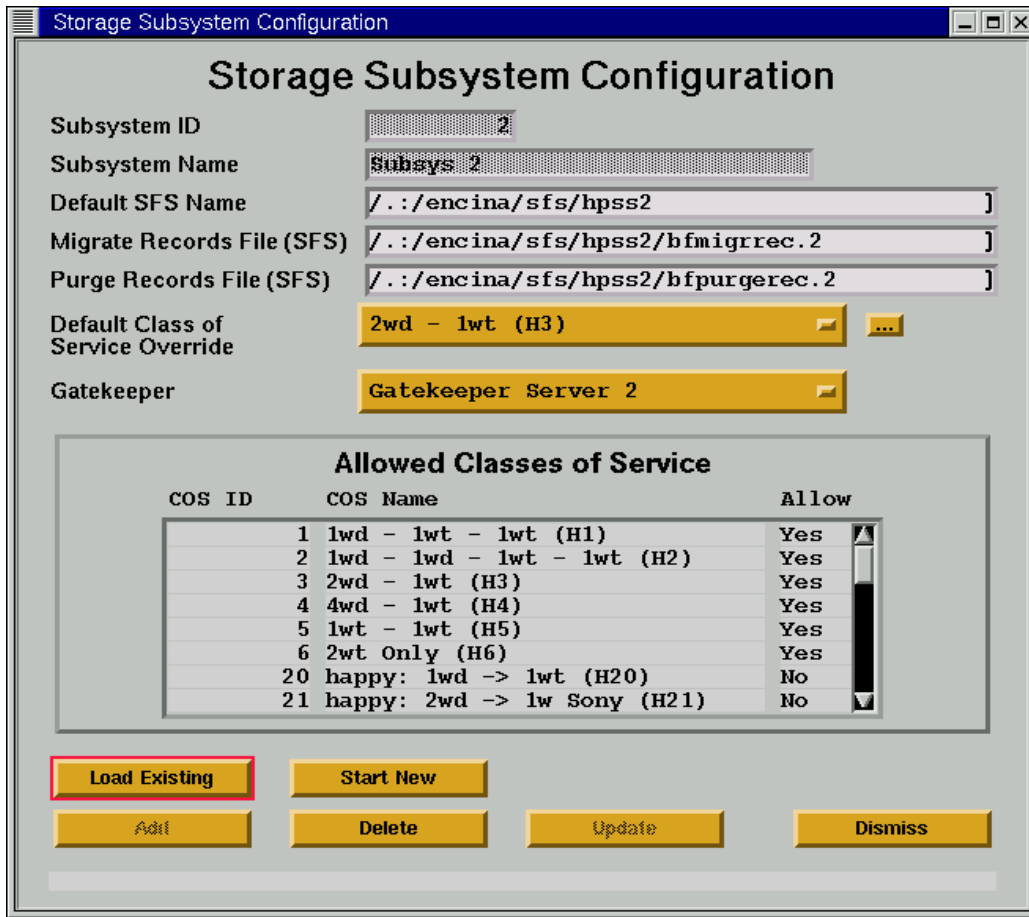 Storage Subsystem Configuration
Storage Subsystem Configuration
Subsystem ID 2
Subsystem Name Subsys 2
Default SFS Name /.:/encina/sfs/hpss2 ]
Migrate Records File (SFS) /.:/encina/sfs/hpss2/bfmigrrec.2 ]
Purge Records File (SFS) /.:/encina/sfs/hpss2/bfpurgerec.2 ]
Default Class of
Service Override 2wd - 1wt (H3) ...
Gatekeeper Gatekeeper Server 2
Allowed Classes of Service
COS ID COS Name Allow
1 1wd - 1wt - 1wt (H1) Yes
2 1wd - 1wd - 1wt - 1wt (H2) Yes
3 2wd - 1wt (H3) Yes
4 4wd - 1wt (H4) Yes
5 1wt - 1wt (H5) Yes
6 2wt Only (H6) Yes
20 happy: 1wd -> 1wt (H20) No
21 happy: 2wd -> 1w Sony (H21) No
Load Existing Start New
Add Delete Update Dismiss